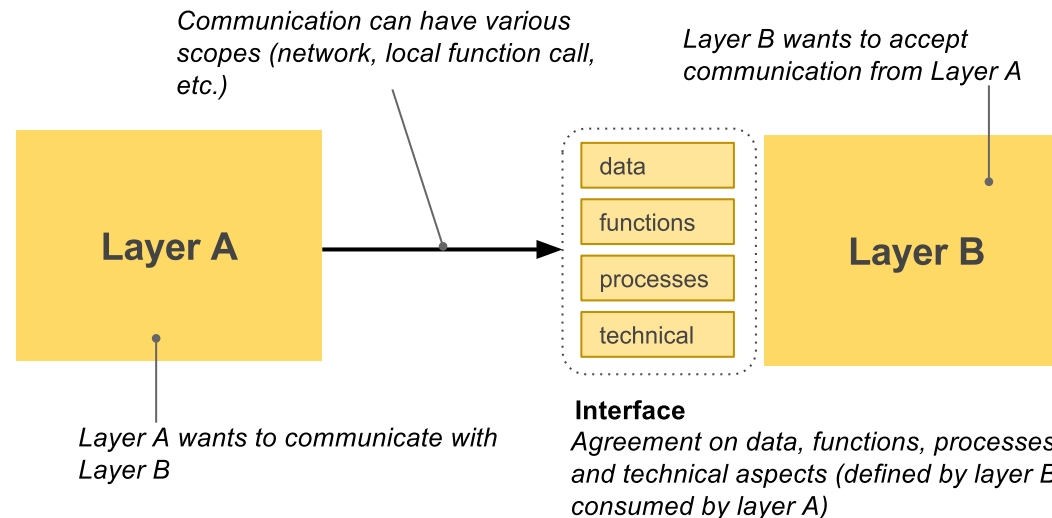 Communication can have various
scopes (network, local function call,
etc.)
Layer B wants to accept
communication from Layer A
Layer A
data
functions
processes
technical
Layer B
Layer A wants to communicate with
Layer B
Interface
Agreement on data, functions, processes
and technical aspects (defined by layer B
consumed by layer A)